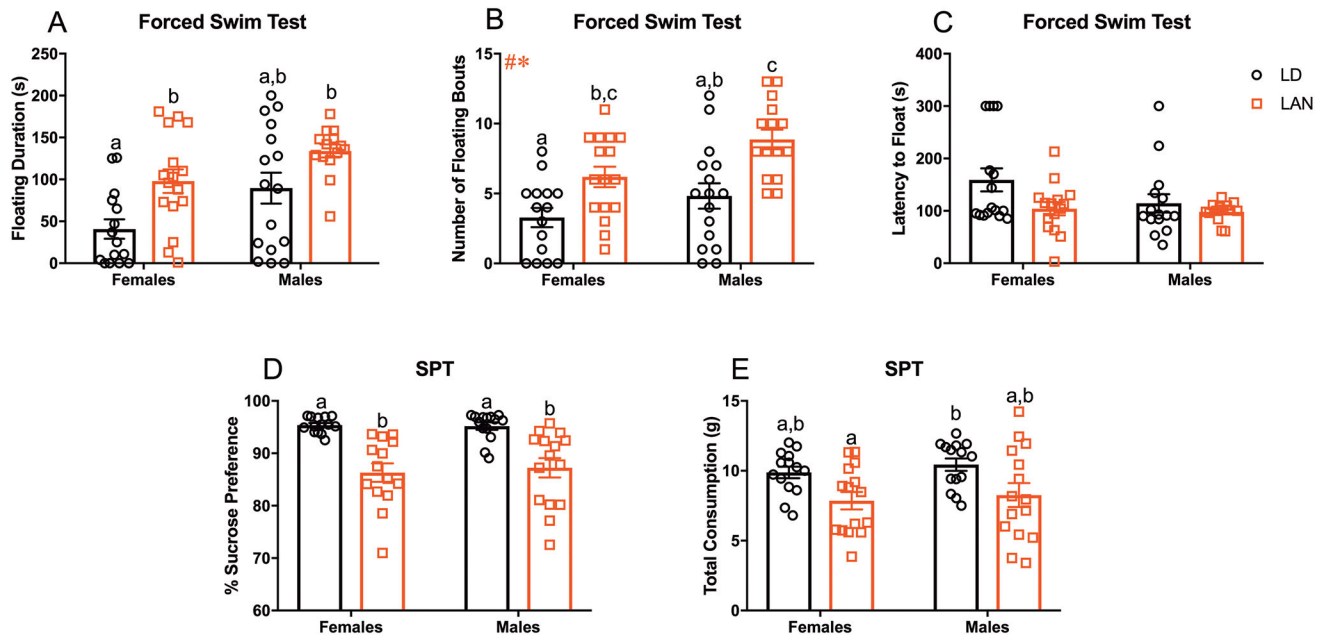 A Forced Swim Test
Floating Duration (s)
250
200
150
100
50
0
a
b
a,b
b
Females Males
B Forced Swim Test
Number of Floating Bouts
15
10
5
0
#*
a
b,c
a,b
c
Females Males
C Forced Swim Test
Latency to Float (s)
400
300
200
100
0
Females Males
LD
LAN
D SPT
% Sucrose Preference
100
90
80
70
60
a
b
a
b
Females Males
E SPT
Total Consumption (g)
15
10
5
0
a,b
a
b
a,b
Females Males